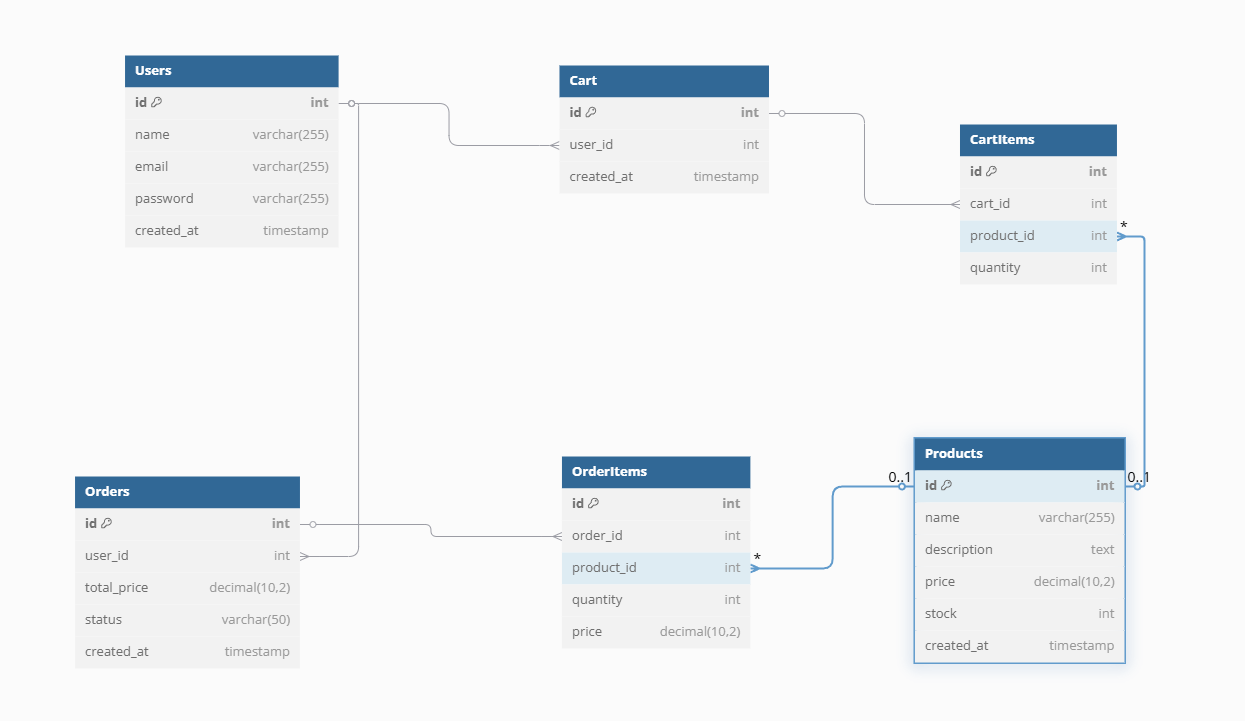 Users
id int
name varchar(255)
email varchar(255)
password varchar(255)
created_at timestamp
Cart
id int
user_id int
created_at timestamp
CartItems
id int
cart_id int
product_id int
*
quantity int
Orders
id int
user_id int
total_price decimal(10,2)
status varchar(50)
created_at timestamp
OrderItems
id int
order_id int
product_id int
*
quantity int
price decimal(10,2)
Products
0..1 id int 0..1
name varchar(255)
description text
price decimal(10,2)
stock int
created_at timestamp